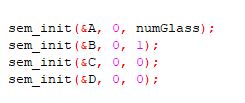 sem_init(&A, 0, numGlass);
sem_init(&B, 0, 1);
sem_init(&C, 0, 0);
sem_init(&D, 0, 0);